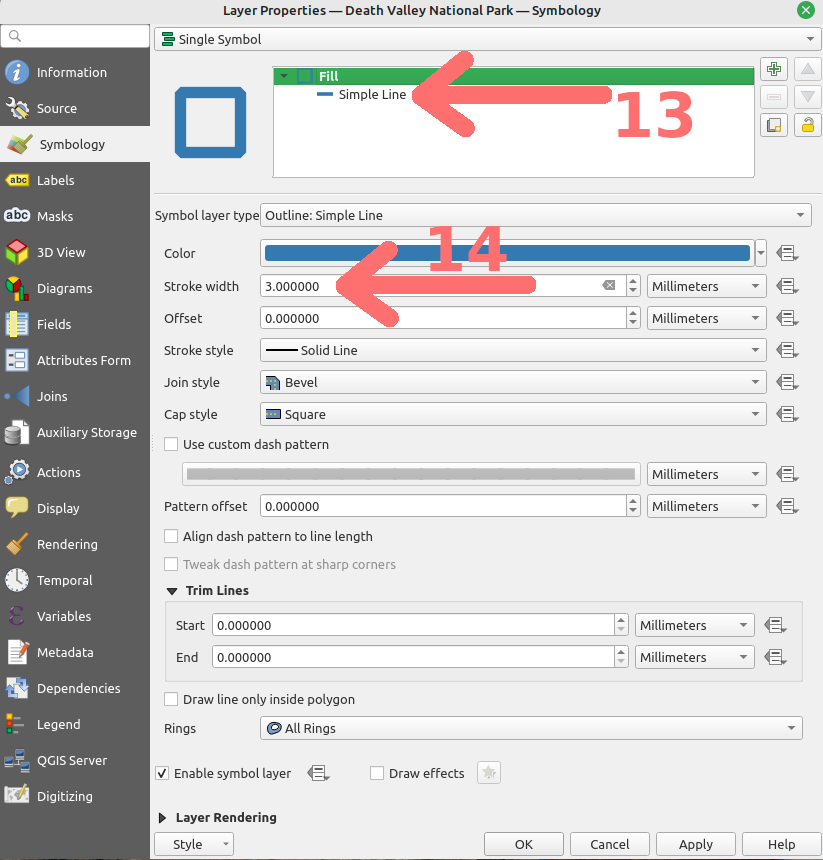 Layer Properties — Death Valley National Park — Symbology
Single Symbol
Information
Source
Symbology
Labels
Masks
3D View
Diagrams
Fields
Attributes Form
Joins
Auxiliary Storage
Actions
Display
Rendering
Temporal
Variables
Metadata
Dependencies
Legend
QGIS Server
Digitizing
abc
abc
Fill
Simple Line
13
Symbol layer type Outline: Simple Line
14
Color
Stroke width 3.000000 Millimeters
Offset 0.000000 Millimeters
Stroke style Solid Line
Join style Bevel
Cap style Square
Use custom dash pattern
Millimeters
Pattern offset 0.000000 Millimeters
Align dash pattern to line length
Tweak dash pattern at sharp corners
Trim Lines
Start 0.000000 Millimeters
End 0.000000 Millimeters
Draw line only inside polygon
Rings All Rings
Enable symbol layer Draw effects
Layer Rendering
Style OK Cancel Apply Help